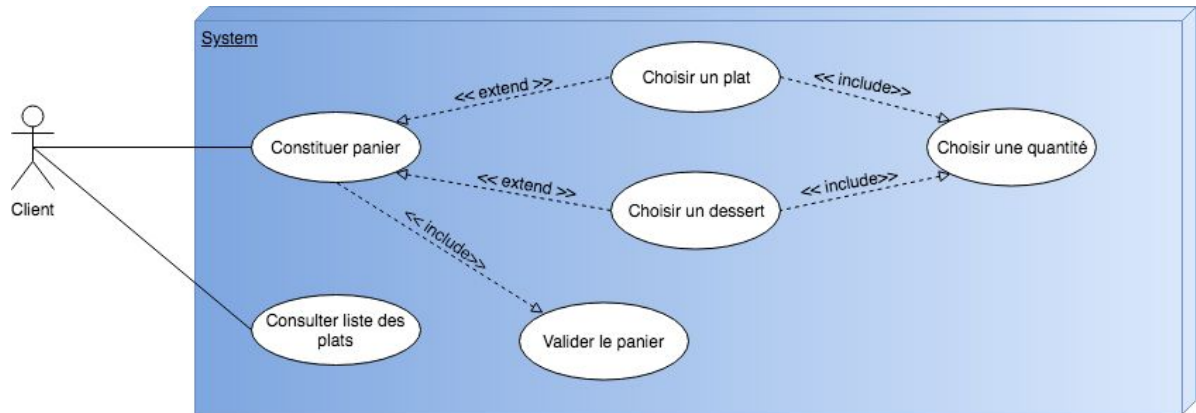 System
Choisir un plat
<< extend >>
<< include>>
Constituer panier
Choisir une quantité
<< extend >>
<< include>>
Choisir un dessert
Client
<< include>>
Consulter liste des
plats
Valider le panier